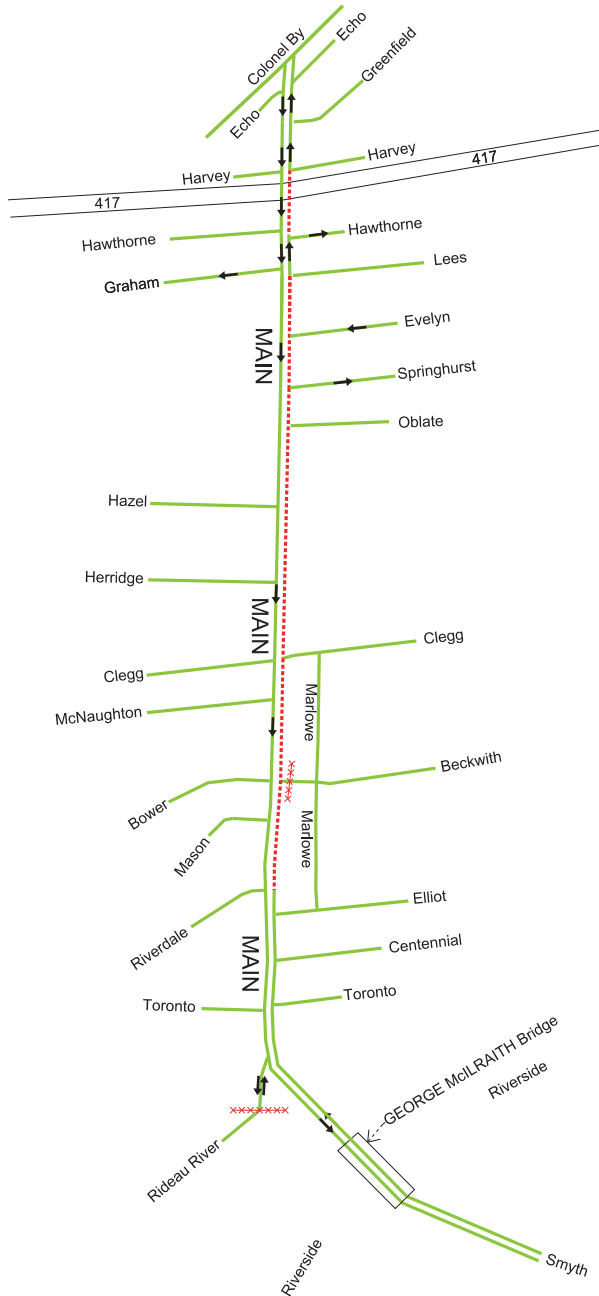 Colonel By
Echo
Greenfield
Echo
Harvey
Harvey
417
417
Hawthorne
Hawthorne
Graham
Lees
Evelyn
MAIN
Springhurst
Oblate
Hazel
Herridge
MAIN
Clegg
Clegg
McNaughton
Marlowe
Beckwith
Bower
Mason
Marlowe
Elliot
Riverdale
MAIN
Centennial
Toronto
Toronto
GEORGE McILRAITH Bridge
Riverside
Rideau River
Riverside
Smyth